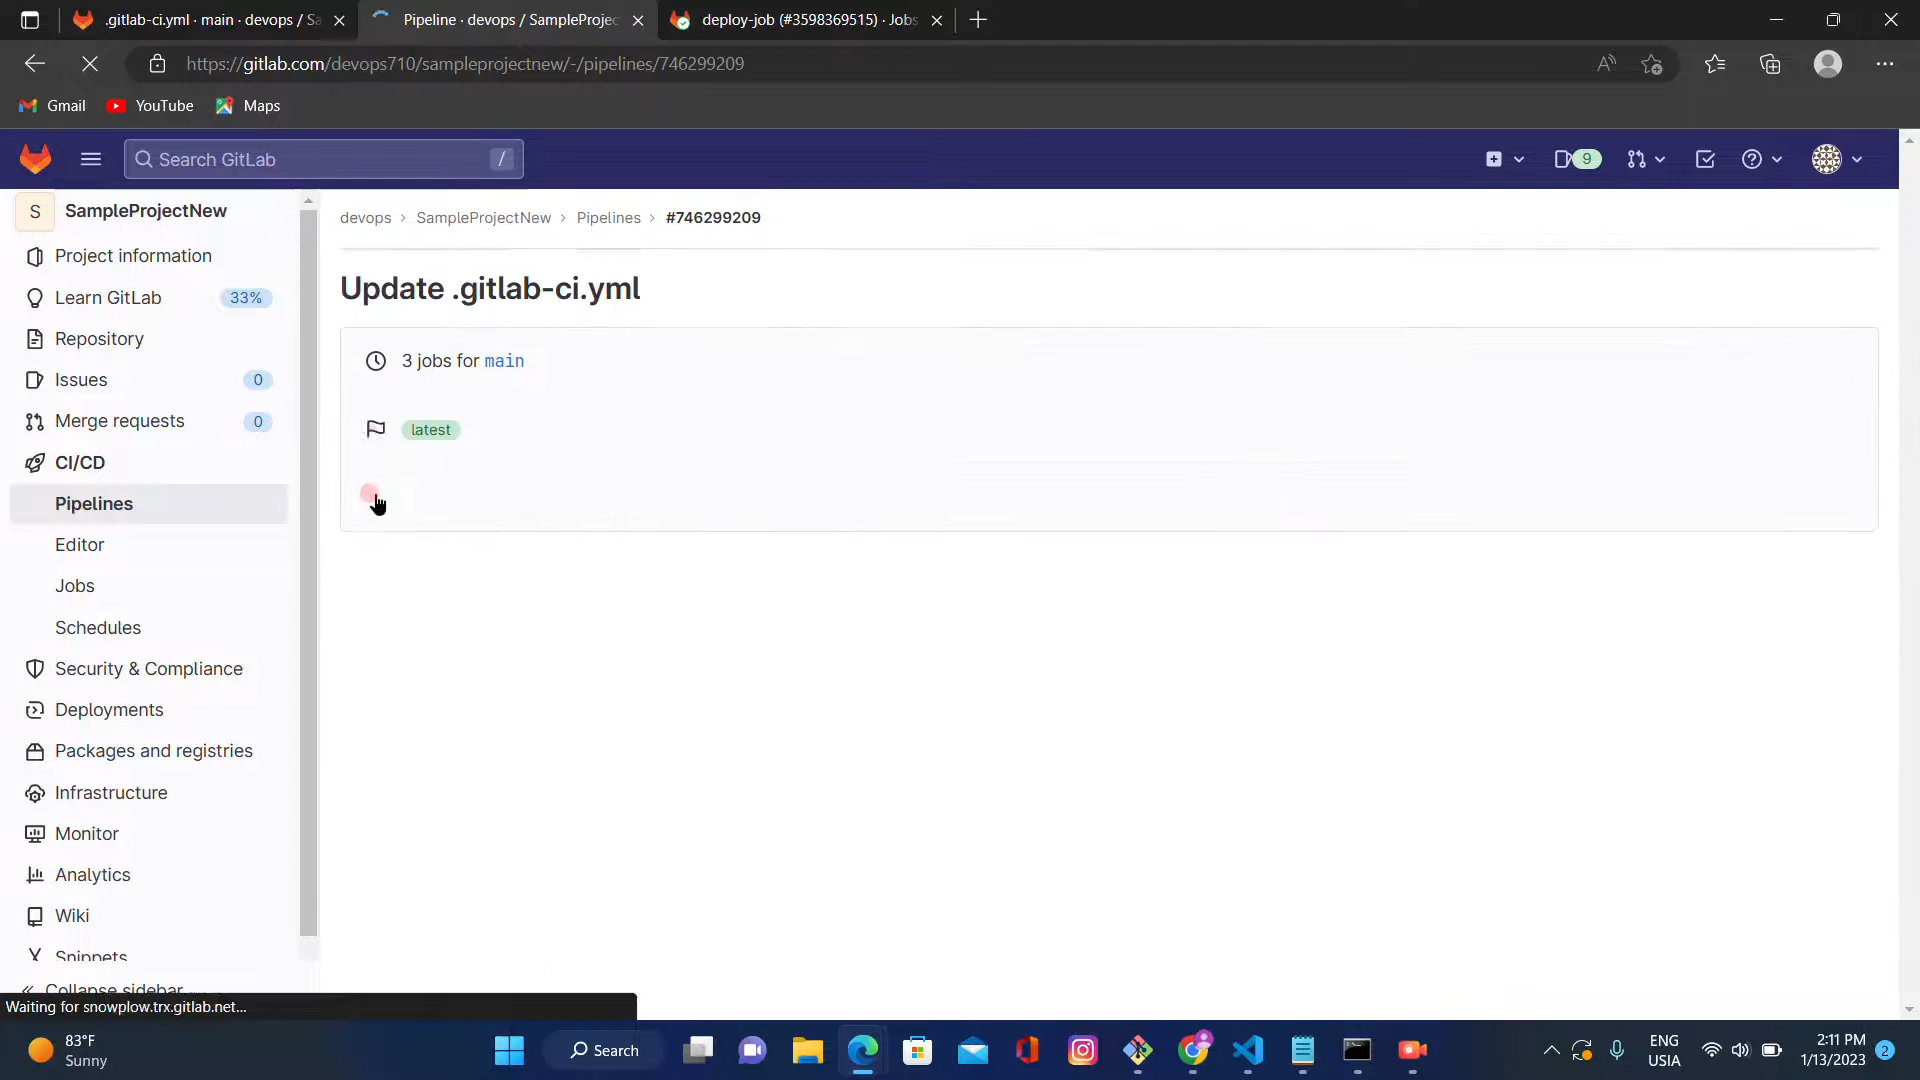 .gitlab-ci.yml · main · devops / Sa
Pipeline · devops / SampleProjec
deploy-job (#3598369515) · Jobs
https://gitlab.com/devops710/sampleprojectnew/-/pipelines/746299209
Gmail
YouTube
Maps
Search GitLab
/
9
S
SampleProjectNew
Project information
Learn GitLab
33%
Repository
Issues
0
Merge requests
0
CI/CD
Pipelines
Editor
Jobs
Schedules
Security & Compliance
Deployments
Packages and registries
Infrastructure
Monitor
Analytics
Wiki
Snippets
Collapse sidebar
devops › SampleProjectNew › Pipelines › #746299209
Update .gitlab-ci.yml
3 jobs for main
latest
Waiting for snowplow.trx.gitlab.net...
83°F
Sunny
Search
ENG
USIA
2:11 PM
1/13/2023
2